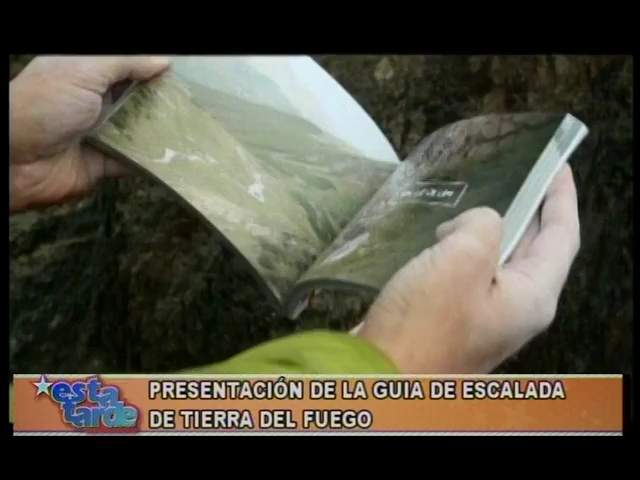 esta
tarde
PRESENTACIÓN DE LA GUIA DE ESCALADA
DE TIERRA DEL FUEGO